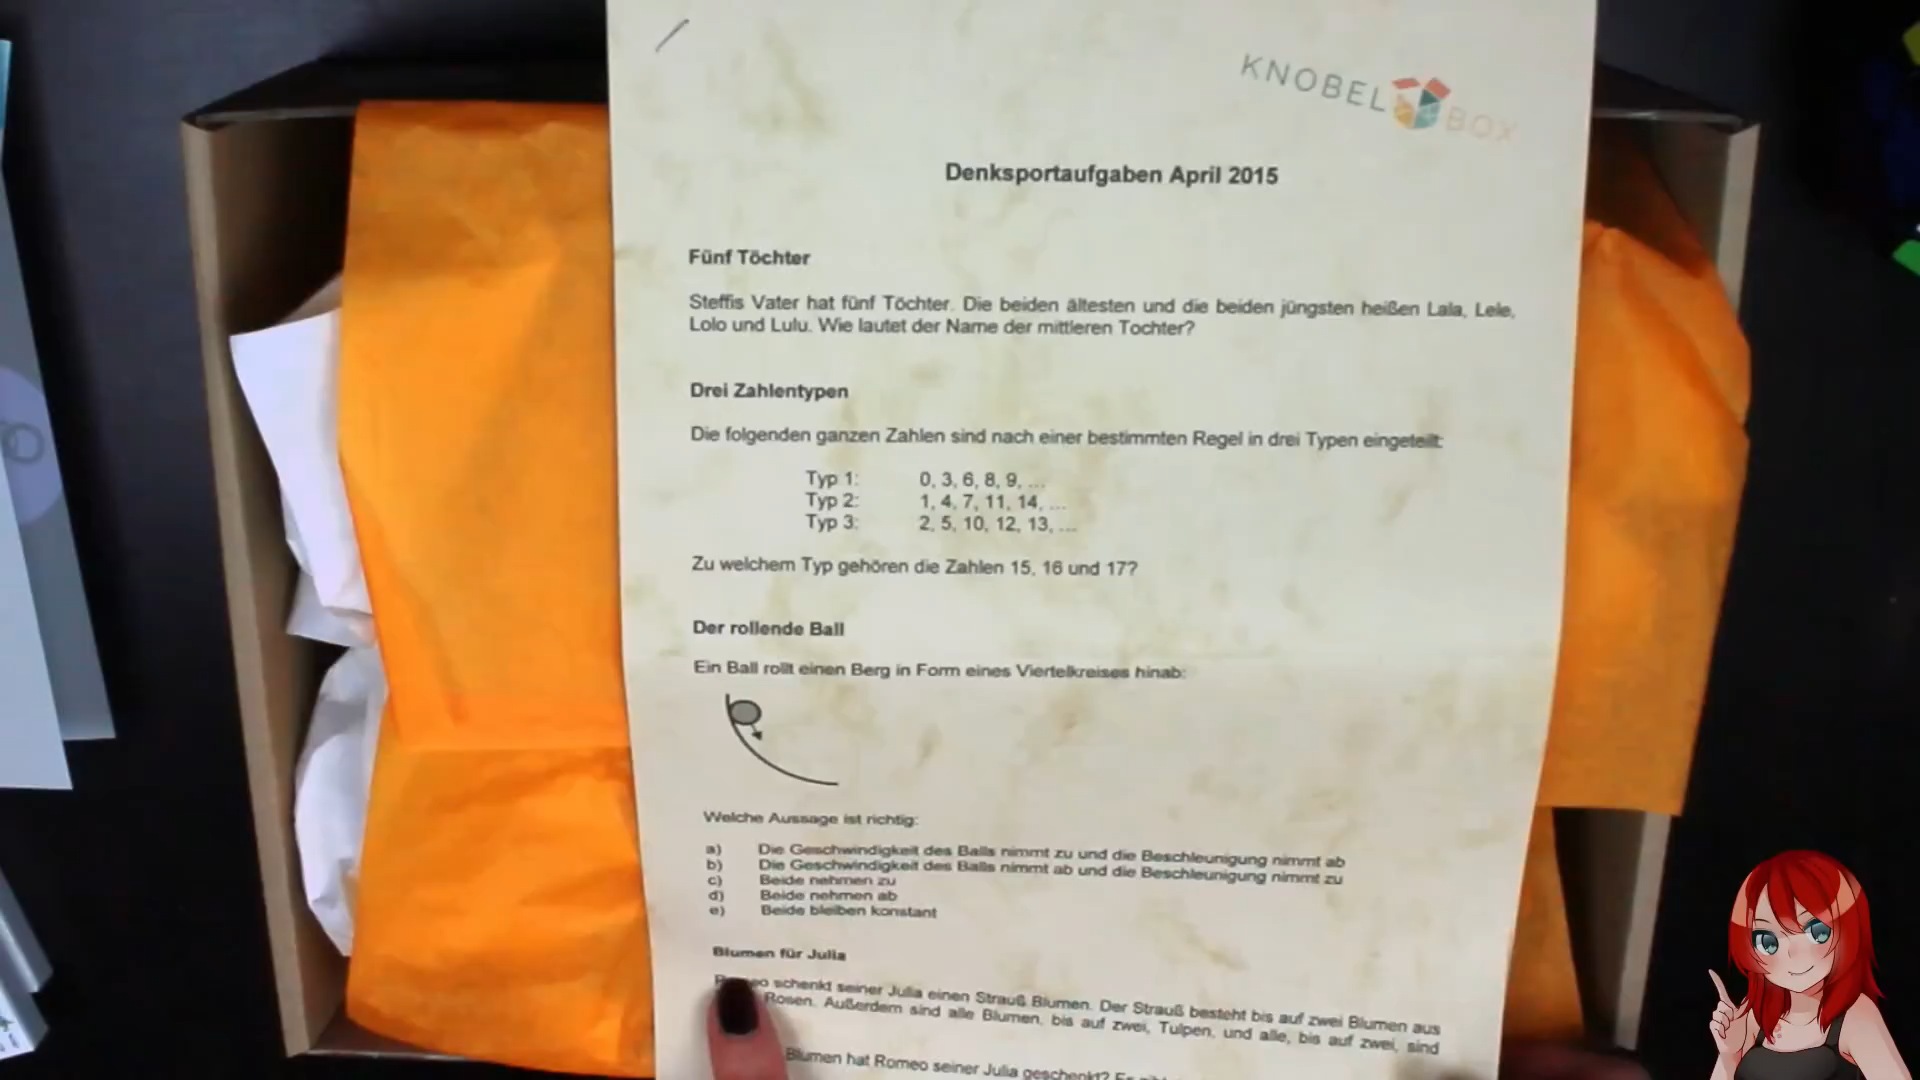 KNOBEL BOX
Denksportaufgaben April 2015
Fünf Töchter
Steffis Vater hat fünf Töchter. Die beiden ältesten und die beiden jüngsten heißen Lala, Lele,
Lolo und Lulu. Wie lautet der Name der mittleren Tochter?
Drei Zahlentypen
Die folgenden ganzen Zahlen sind nach einer bestimmten Regel in drei Typen eingeteilt:
Typ 1: 0, 3, 6, 8, 9, ...
Typ 2: 1, 4, 7, 11, 14, ...
Typ 3: 2, 5, 10, 12, 13, ...
Zu welchem Typ gehören die Zahlen 15, 16 und 17?
Der rollende Ball
Ein Ball rollt einen Berg in Form eines Viertelkreises hinab:
Welche Aussage ist richtig:
a) Die Geschwindigkeit des Balls nimmt zu und die Beschleunigung nimmt ab
b) Die Geschwindigkeit des Balls nimmt ab und die Beschleunigung nimmt zu
c) Beide nehmen zu
d) Beide nehmen ab
e) Beide bleiben konstant
Blumen für Julia
Romeo schenkt seiner Julia einen Strauß Blumen. Der Strauß besteht bis auf zwei Blumen aus
Rosen. Außerdem sind alle Blumen, bis auf zwei, Tulpen, und alle, bis auf zwei, sind
Blumen hat Romeo seiner Julia geschenkt?